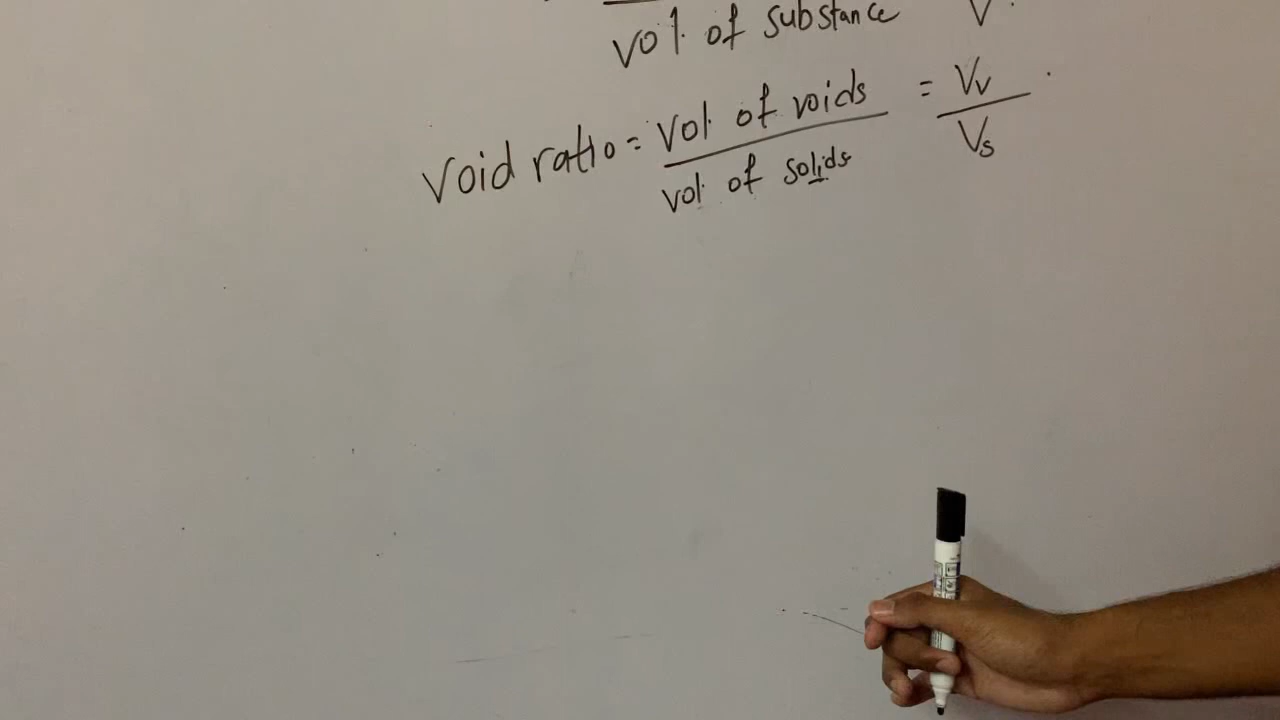 vol. of substance V.
Void ratio = Vol. of voids / vol. of solids = Vv / Vs